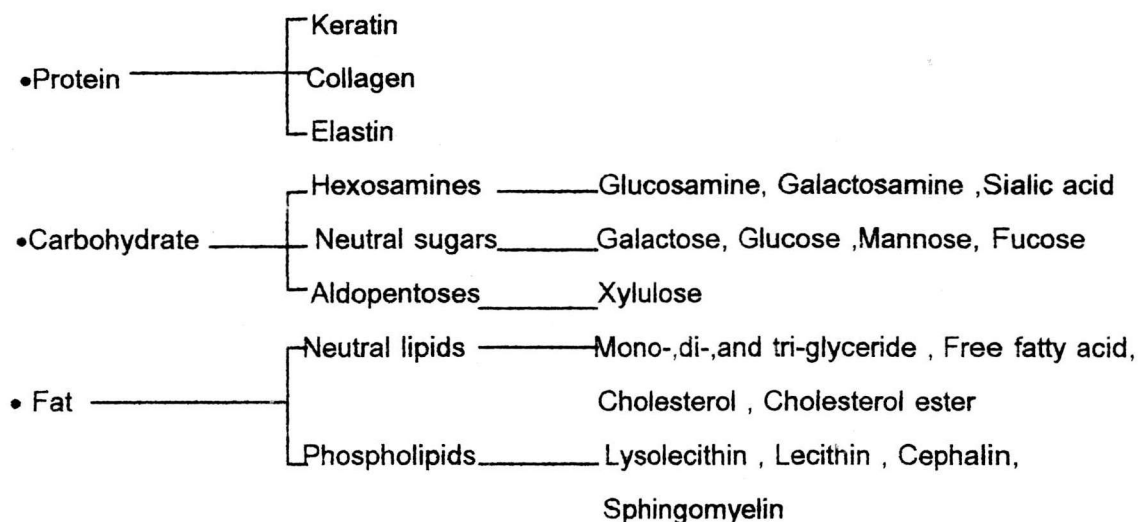 Keratin
•Protein Collagen
Elastin
Hexosamines Glucosamine, Galactosamine ,Sialic acid
•Carbohydrate Neutral sugars Galactose, Glucose ,Mannose, Fucose
Aldopentoses Xylulose
Neutral lipids Mono-,di-,and tri-glyceride , Free fatty acid,
• Fat Cholesterol , Cholesterol ester
Phospholipids Lysolecithin , Lecithin , Cephalin,
Sphingomyelin